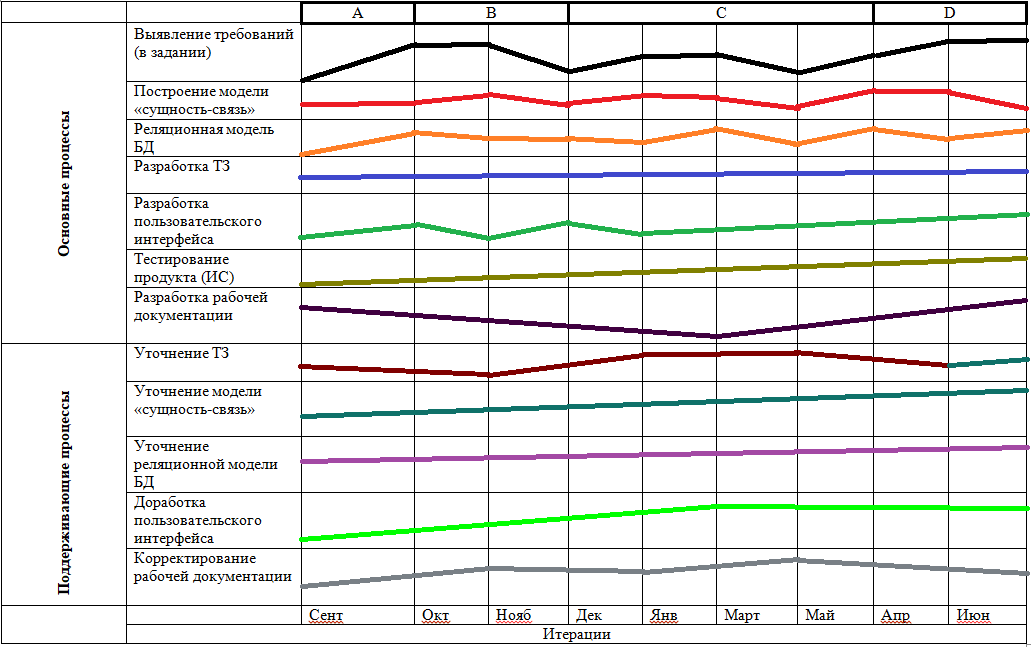 A B C D
Основные процессы
Выявление требований
(в задании)
Построение модели
«сущность-связь»
Реляционная модель
БД
Разработка ТЗ
Разработка
пользовательского
интерфейса
Тестирование
продукта (ИС)
Разработка рабочей
документации
Поддерживающие процессы
Уточнение ТЗ
Уточнение модели
«сущность-связь»
Уточнение
реляционной модели
БД
Доработка
пользовательского
интерфейса
Корректирование
рабочей документации
Сент Окт Нояб Дек Янв Март Май Апр Июн
Итерации